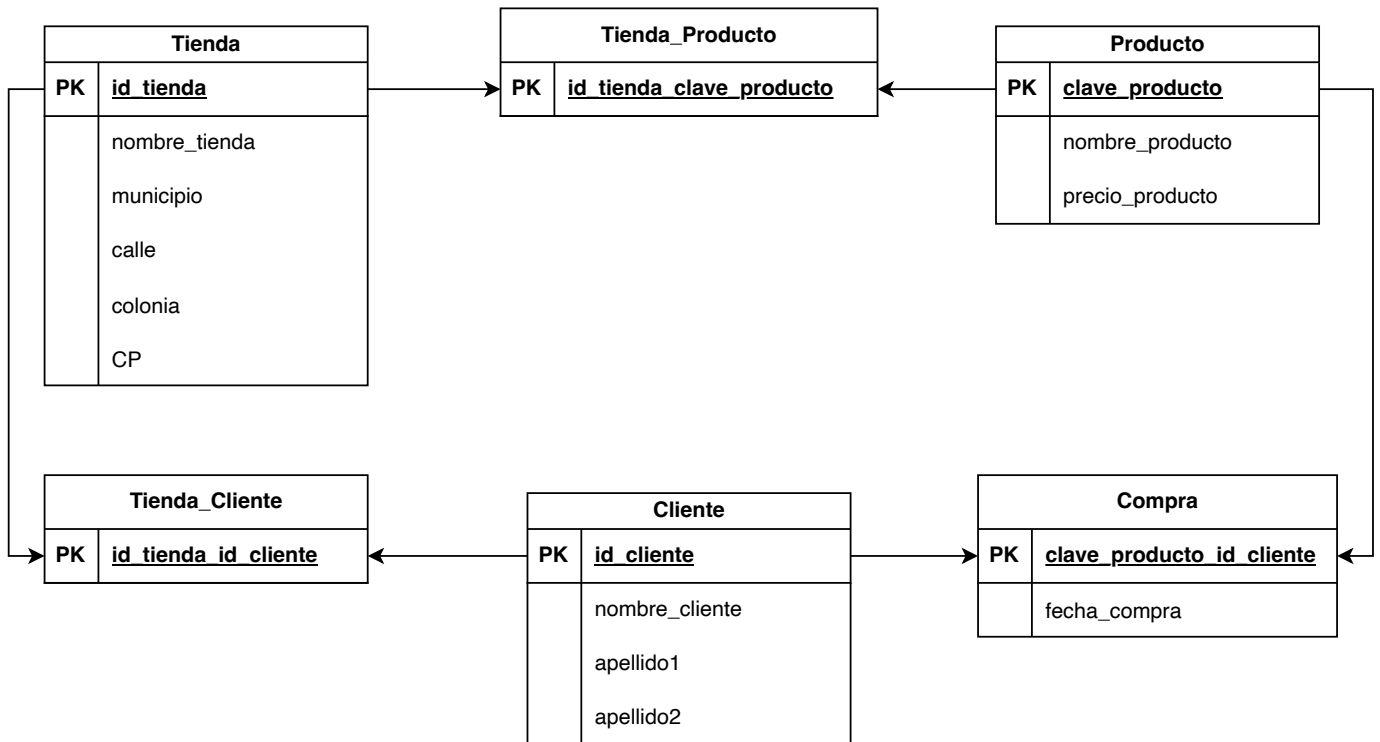 Tienda
PK id_tienda
nombre_tienda
municipio
calle
colonia
CP
Tienda_Producto
PK id_tienda_clave_producto
Producto
PK clave_producto
nombre_producto
precio_producto
Tienda_Cliente
PK id_tienda_id_cliente
Cliente
PK id_cliente
nombre_cliente
apellido1
apellido2
Compra
PK clave_producto_id_cliente
fecha_compra